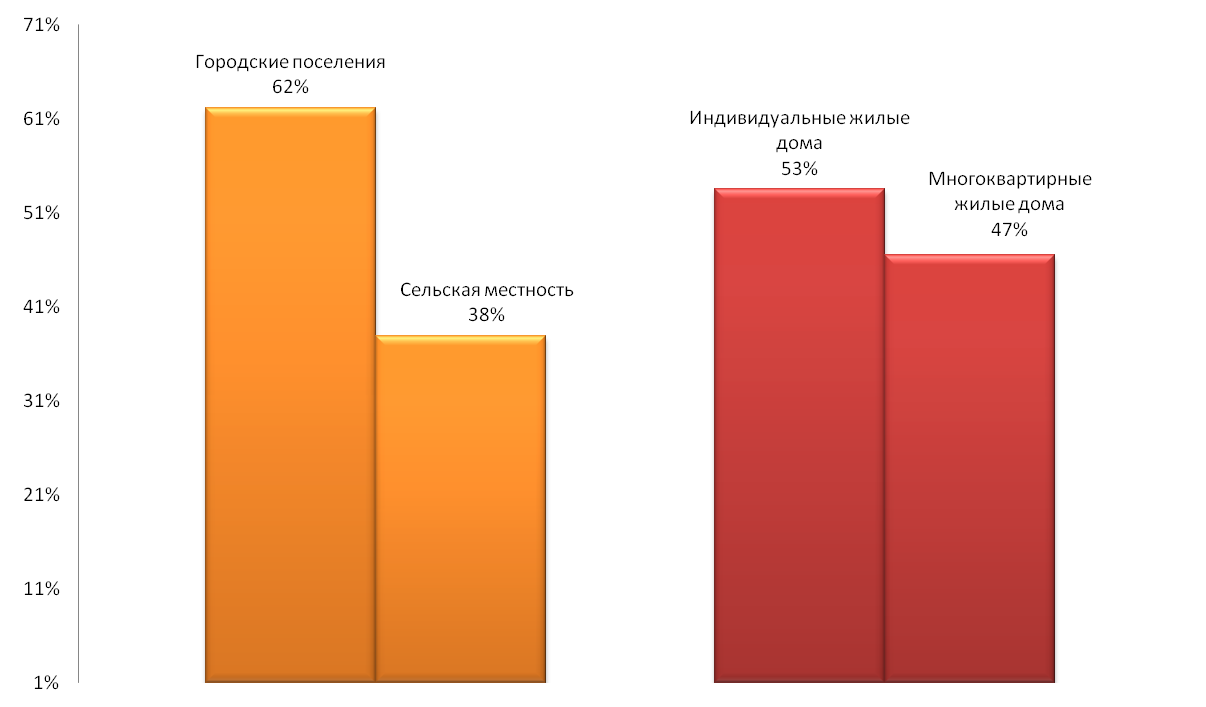 71%
61%
51%
41%
31%
21%
11%
1%
Городские поселения
62%
Сельская местность
38%
Индивидуальные жилые
дома
53%
Многоквартирные
жилые дома
47%